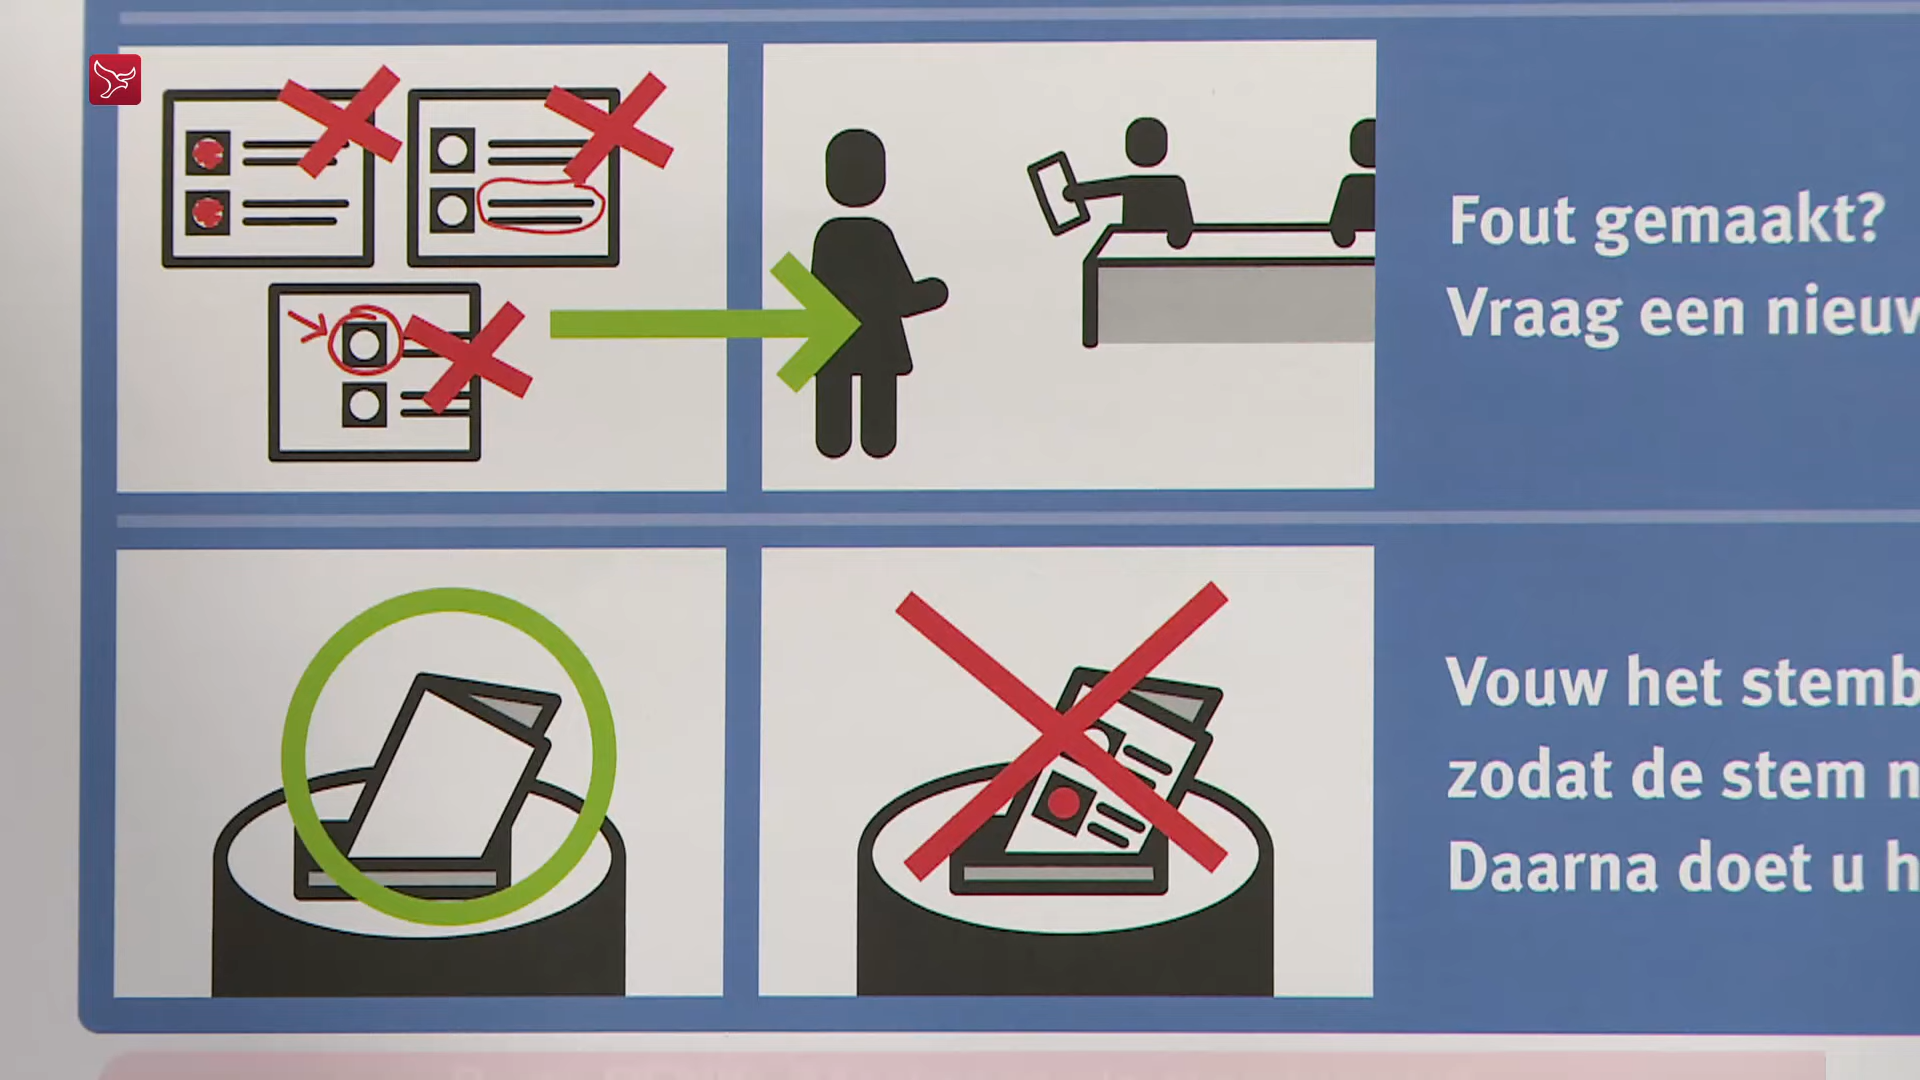 Fout gemaakt?
Vraag een nieuw
Vouw het stemb
zodat de stem n
Daarna doet u h